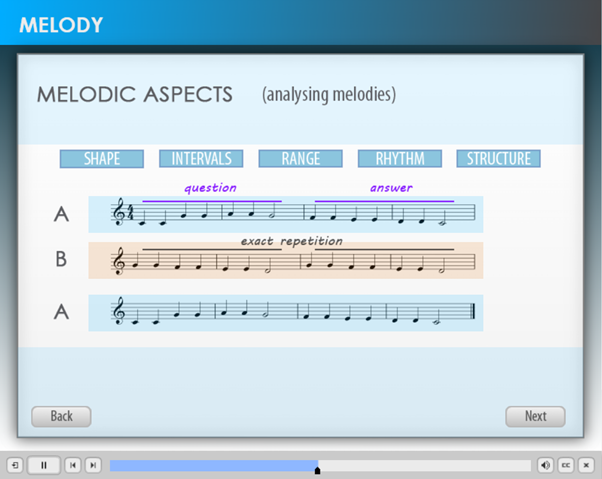 MELODY
MELODIC ASPECTS (analysing melodies)
SHAPE INTERVALS RANGE RHYTHM STRUCTURE
question answer
A
exact repetition
B
A
Back Next
CC